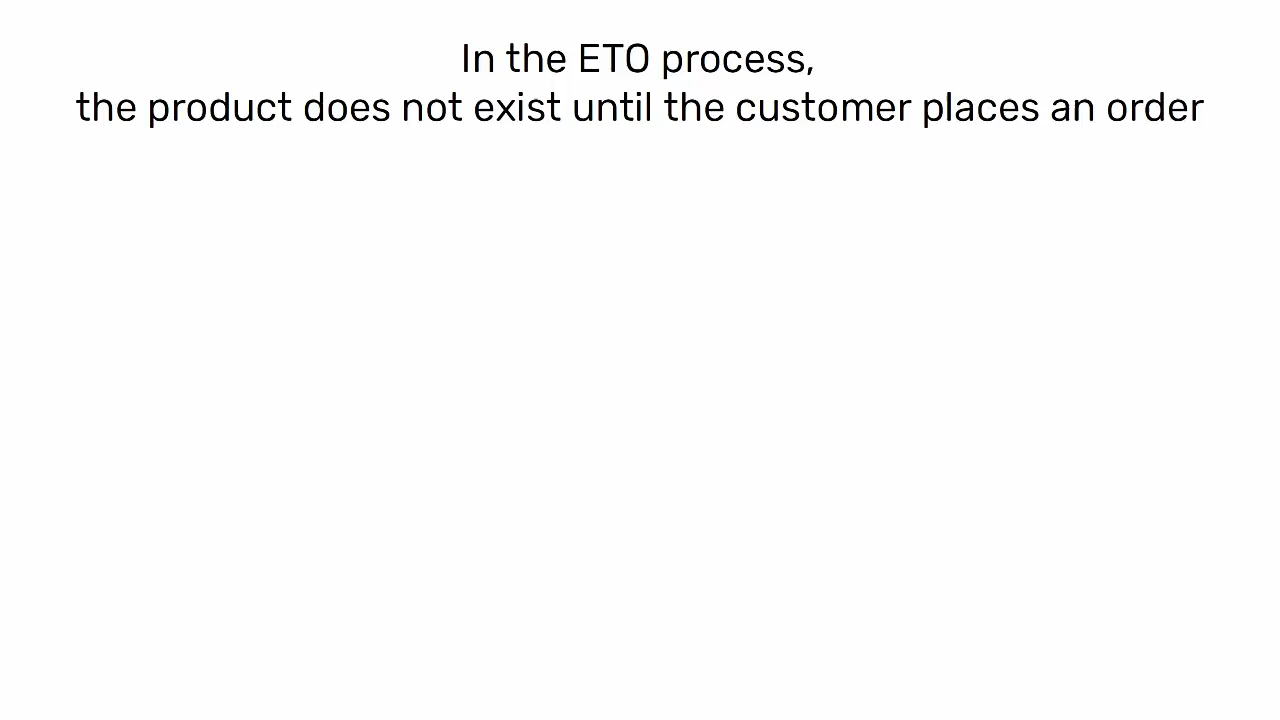 In the ETO process,
the product does not exist until the customer places an order